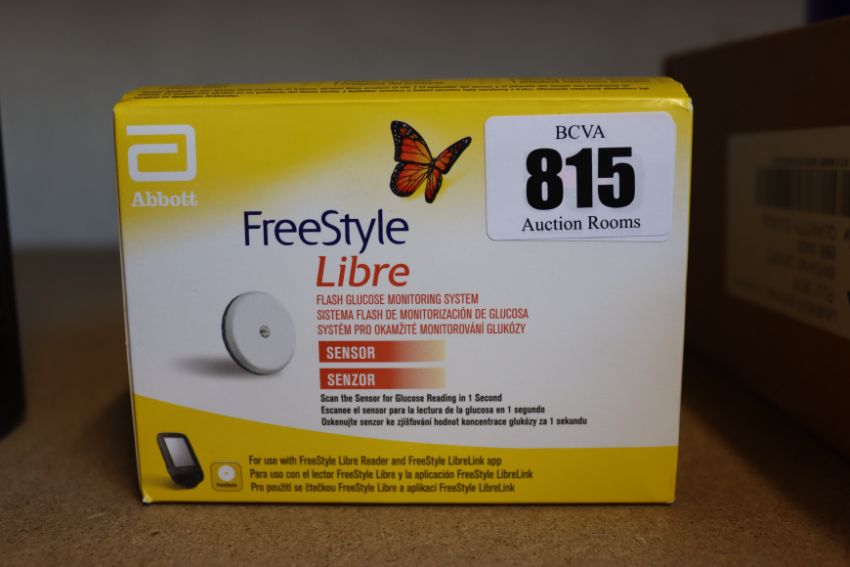 Abbott
BCVA
815
Auction Rooms
FreeStyle
Libre
FLASH GLUCOSE MONITORING SYSTEM
SISTEMA FLASH DE MONITORIZACIÓN DE GLUCOSA
SYSTÉM PRO OKAMŽITÉ MONITOROVÁNÍ GLUKÓZY
SENSOR
SENZOR
Scan the Sensor for Glucose Reading in 1 Second
Escanee el sensor para la lectura de la glucosa en 1 segundo
Oskenujte senzor ke zjišťování hodnot koncentrace glukózy za 1 sekundu
For use with FreeStyle Libre Reader and FreeStyle LibreLink app
Para uso con el lector FreeStyle Libre y la aplicación FreeStyle LibreLink
Pro použití se čtečkou FreeStyle Libre a aplikací FreeStyle LibreLink